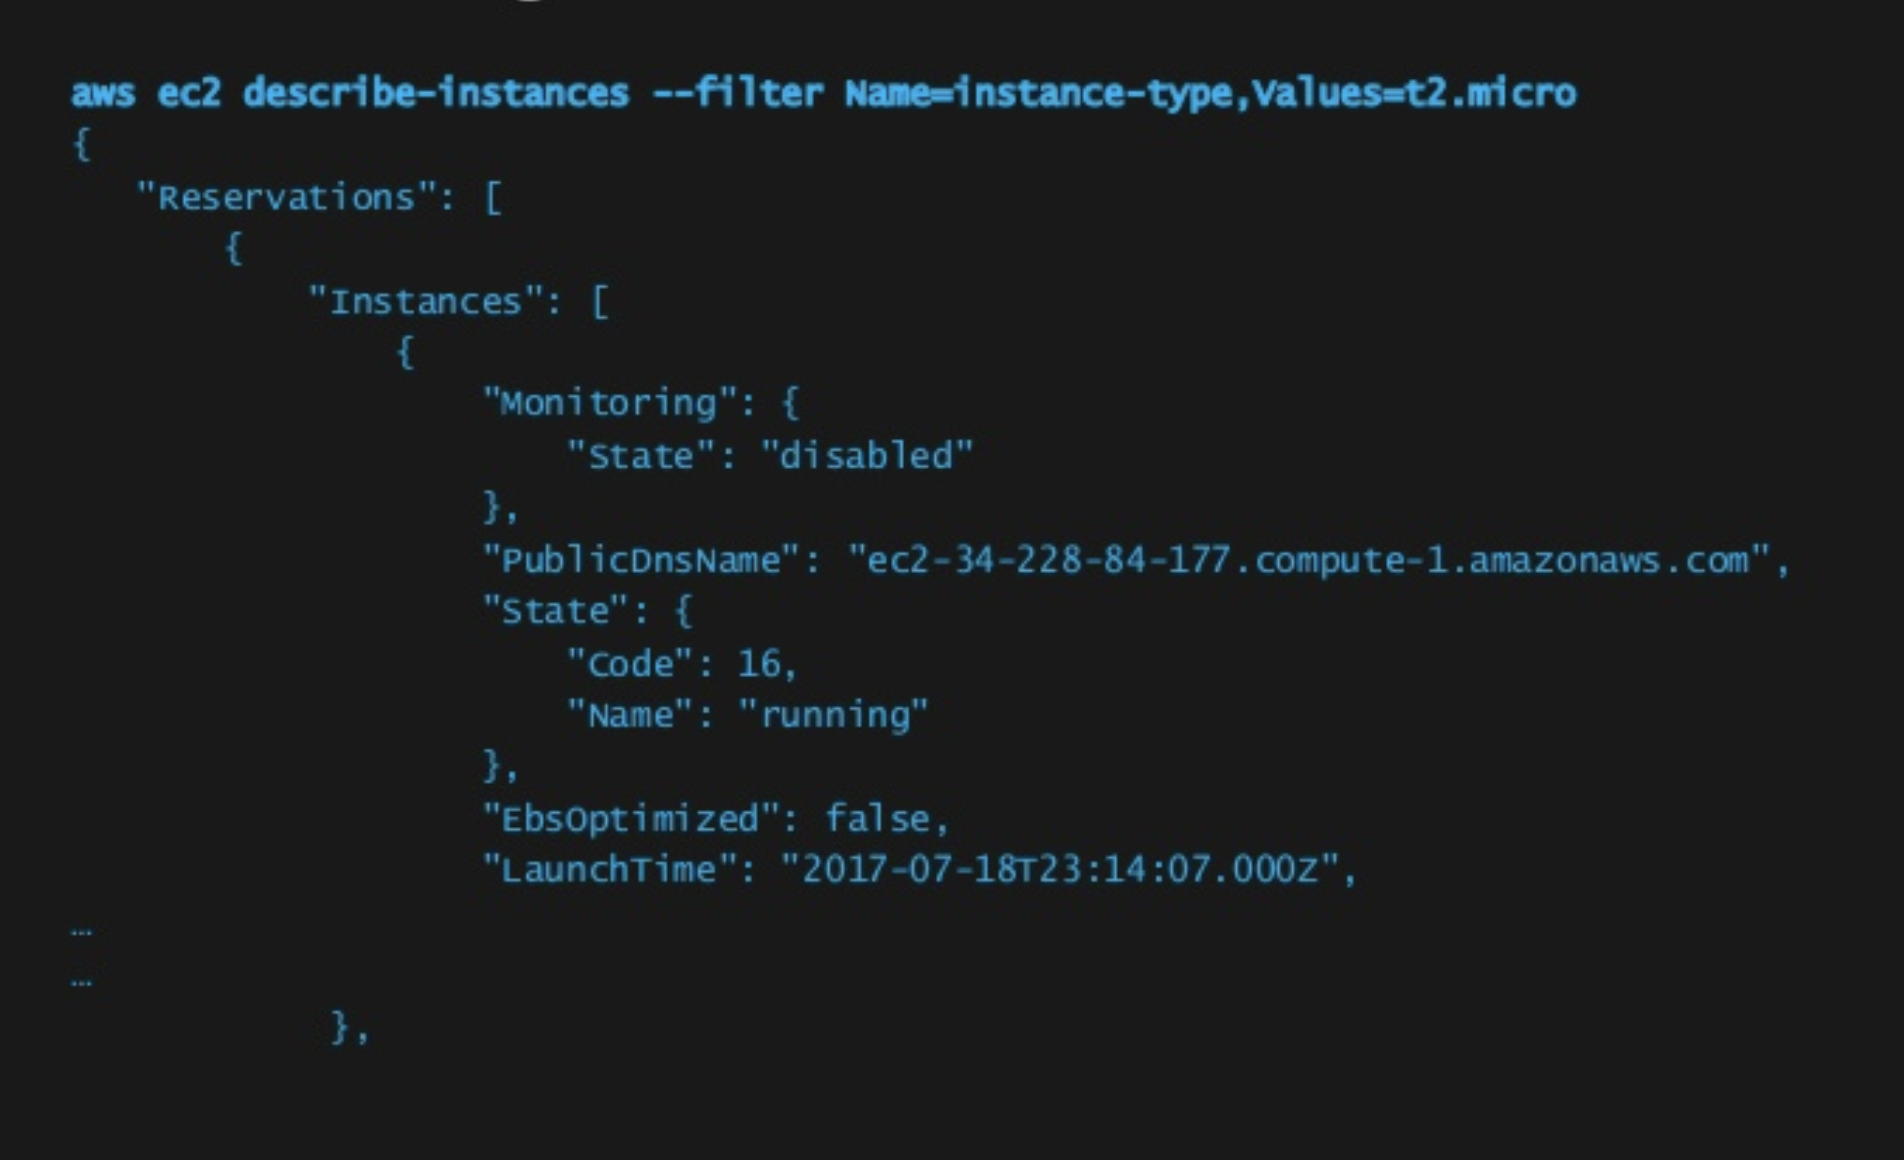 aws ec2 describe-instances --filter Name=instance-type,Values=t2.micro
{
"Reservations": [
{
"Instances": [
{
"Monitoring": {
"State": "disabled"
},
"PublicDnsName": "ec2-34-228-84-177.compute-1.amazonaws.com",
"State": {
"Code": 16,
"Name": "running"
},
"EbsOptimized": false,
"LaunchTime": "2017-07-18T23:14:07.000Z",
…
…
},